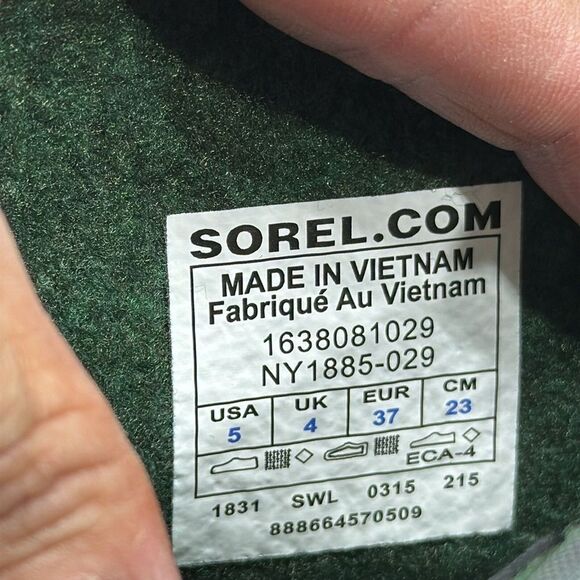 SOREL.COM
MADE IN VIETNAM
Fabriqué Au Vietnam
1638081029
NY1885-029
USA UK EUR CM
5 4 37 23
ECA-4
1831 SWL 0315 215
888664570509